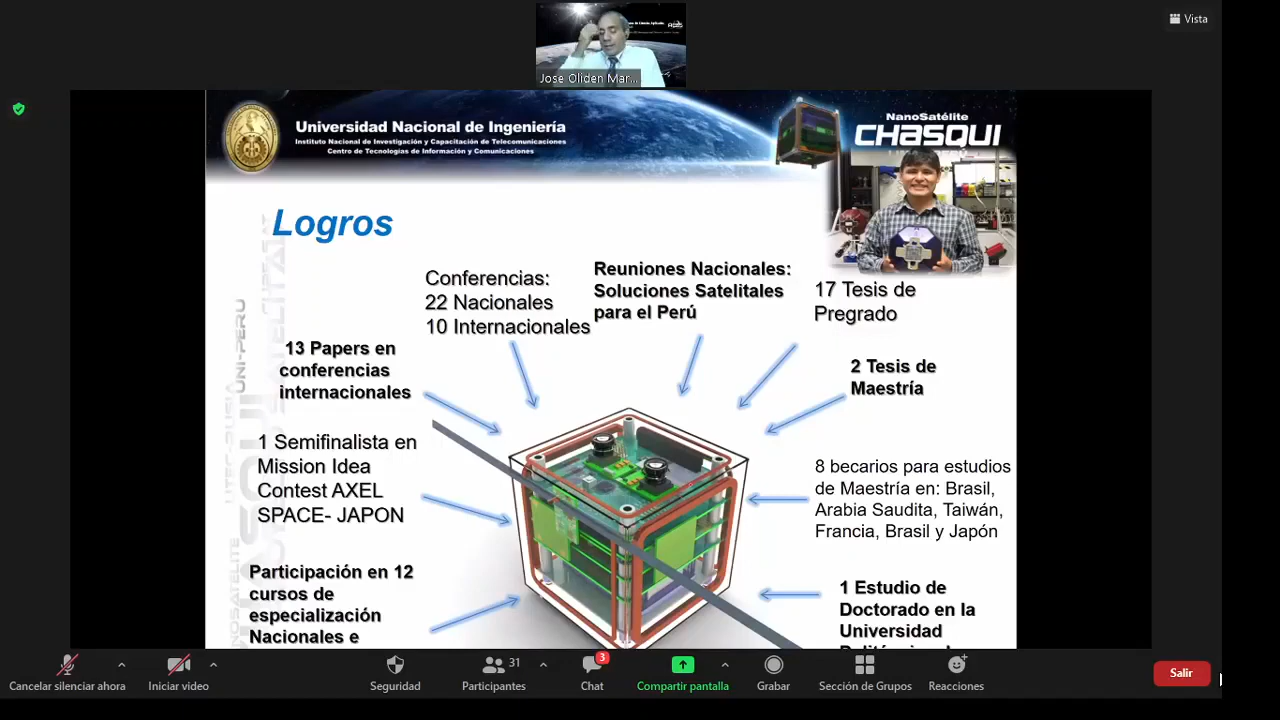 Vista
Jose Oliden Mar...
Universidad Nacional de Ingeniería
Instituto Nacional de Investigación y Capacitación de Telecomunicaciones
Centro de Tecnologías de Información y Comunicaciones
NanoSatélite
CHASQUI
Logros
Conferencias:
22 Nacionales
10 Internacionales
Reuniones Nacionales:
Soluciones Satelitales
para el Perú
17 Tesis de
Pregrado
13 Papers en
conferencias
internacionales
2 Tesis de
Maestría
1 Semifinalista en
Mission Idea
Contest AXEL
SPACE- JAPON
8 becarios para estudios
de Maestría en: Brasil,
Arabia Saudita, Taiwán,
Francia, Brasil y Japón
Participación en 12
cursos de
especialización
Nacionales e
1 Estudio de
Doctorado en la
Universidad
UNI-PERU
Cancelar silenciar ahora
Iniciar video
Seguridad
31
Participantes
3
Chat
Compartir pantalla
Grabar
Sección de Grupos
Reacciones
Salir